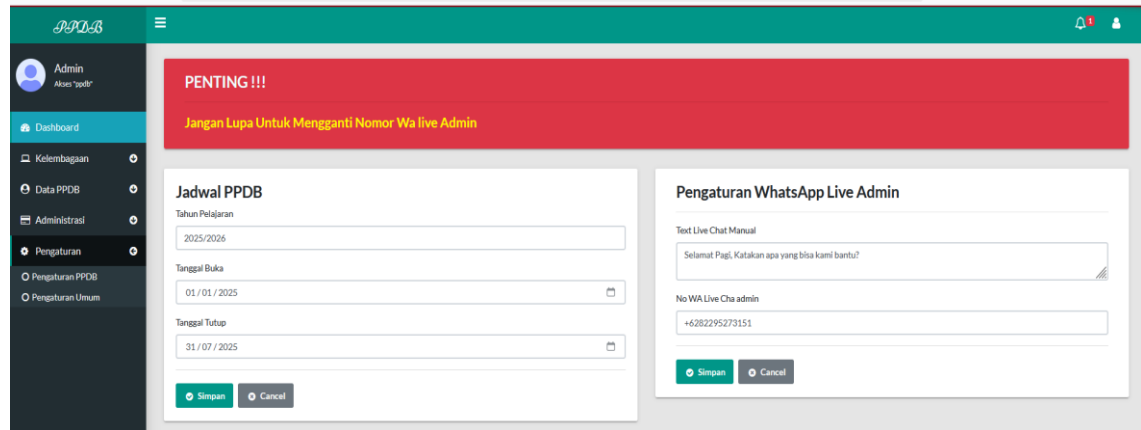 PPDB
1
Admin
Akses "ppdb"
Dashboard
Kelembagaan
Data PPDB
Administrasi
Pengaturan
Pengaturan PPDB
Pengaturan Umum
PENTING !!!
Jangan Lupa Untuk Mengganti Nomor Wa live Admin
Jadwal PPDB
Tahun Pelajaran
2025/2026
Tanggal Buka
01/01/2025
Tanggal Tutup
31/07/2025
Simpan
Cancel
Pengaturan WhatsApp Live Admin
Text Live Chat Manual
Selamat Pagi, Katakan apa yang bisa kami bantu?
No WA Live Cha admin
+6282295273151
Simpan
Cancel